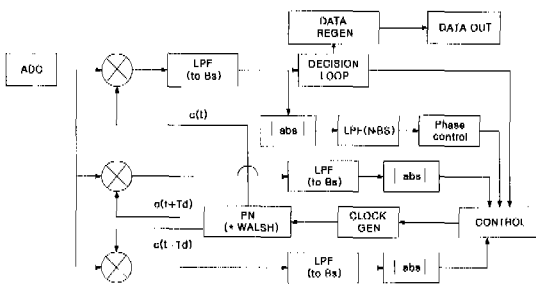 DATA
REGEN
DATA OUT
ADC
LPF
(to Bs)
DECISION
LOOP
c(t)
abs
LPF(N·BS)
Phase
control
LPF
(to Bs)
abs
c(t+Td)
PN
(* WALSH)
CLOCK
GEN
CONTROL
c(t-Td)
LPF
(to Bs)
abs